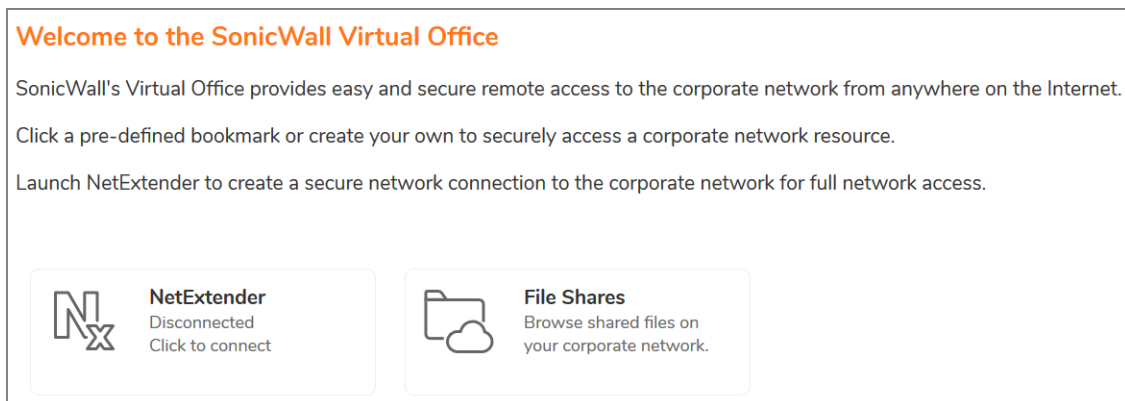 Welcome to the SonicWall Virtual Office
SonicWall's Virtual Office provides easy and secure remote access to the corporate network from anywhere on the Internet.
Click a pre-defined bookmark or create your own to securely access a corporate network resource.
Launch NetExtender to create a secure network connection to the corporate network for full network access.
Nx
NetExtender
Disconnected
Click to connect
File Shares
Browse shared files on
your corporate network.